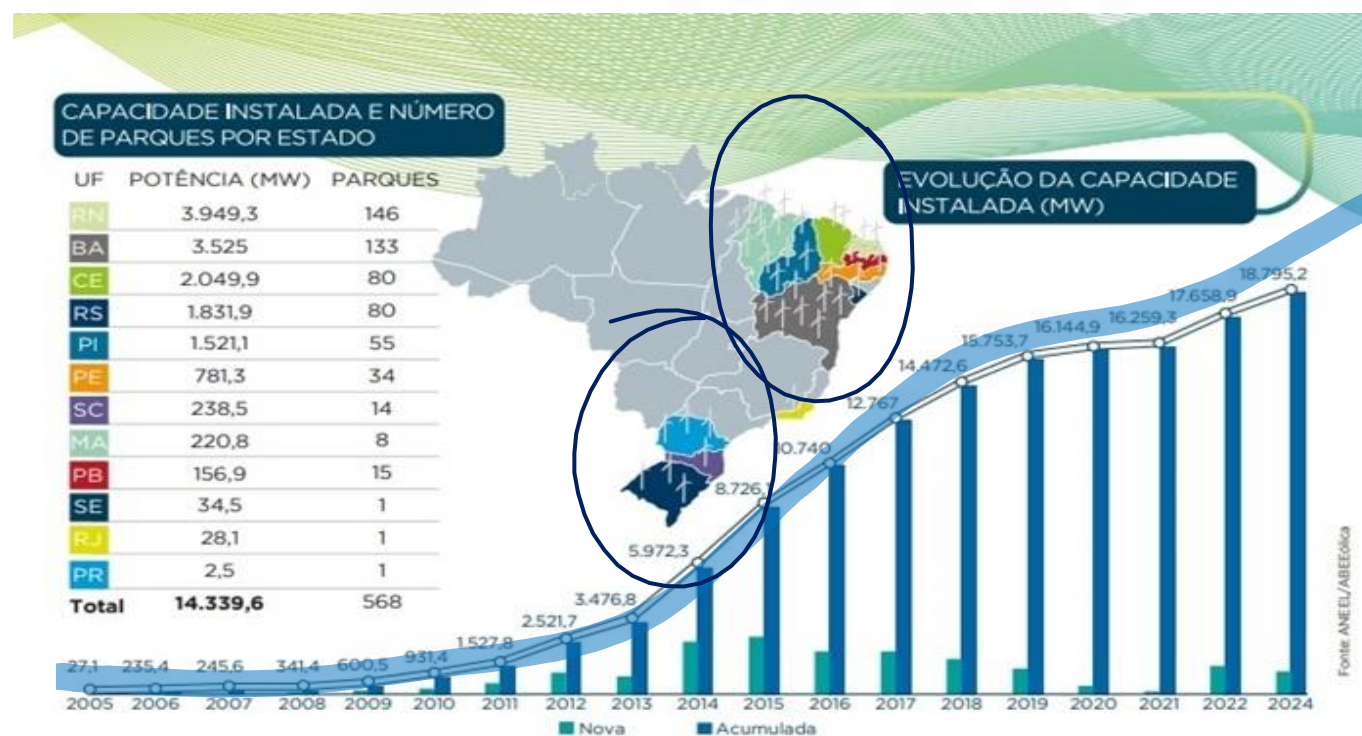 CAPACIDADE INSTALADA E NÚMERO
DE PARQUES POR ESTADO
UF POTÊNCIA (MW) PARQUES
RN 3.949,3 146
BA 3.525 133
CE 2.049,9 80
RS 1.831,9 80
PI 1.521,1 55
PE 781,3 34
SC 238,5 14
MA 220,8 8
PB 156,9 15
SE 34,5 1
RJ 28,1 1
PR 2,5 1
Total 14.339,6 568
EVOLUÇÃO DA CAPACIDADE
INSTALADA (MW)
27,1 235,4 245,6 341,4 600,5 931,4 1.527,8 2.521,7 3.476,8 5.972,3 8.726,1 10.740 12.767 14.472,6 15.753,7 16.144,9 16.259,3 17.658,9 18.795,2
2005 2006 2007 2008 2009 2010 2011 2012 2013 2014 2015 2016 2017 2018 2019 2020 2021 2022 2024
Nova Acumulada
Fonte: ANEEL/ABEEólica